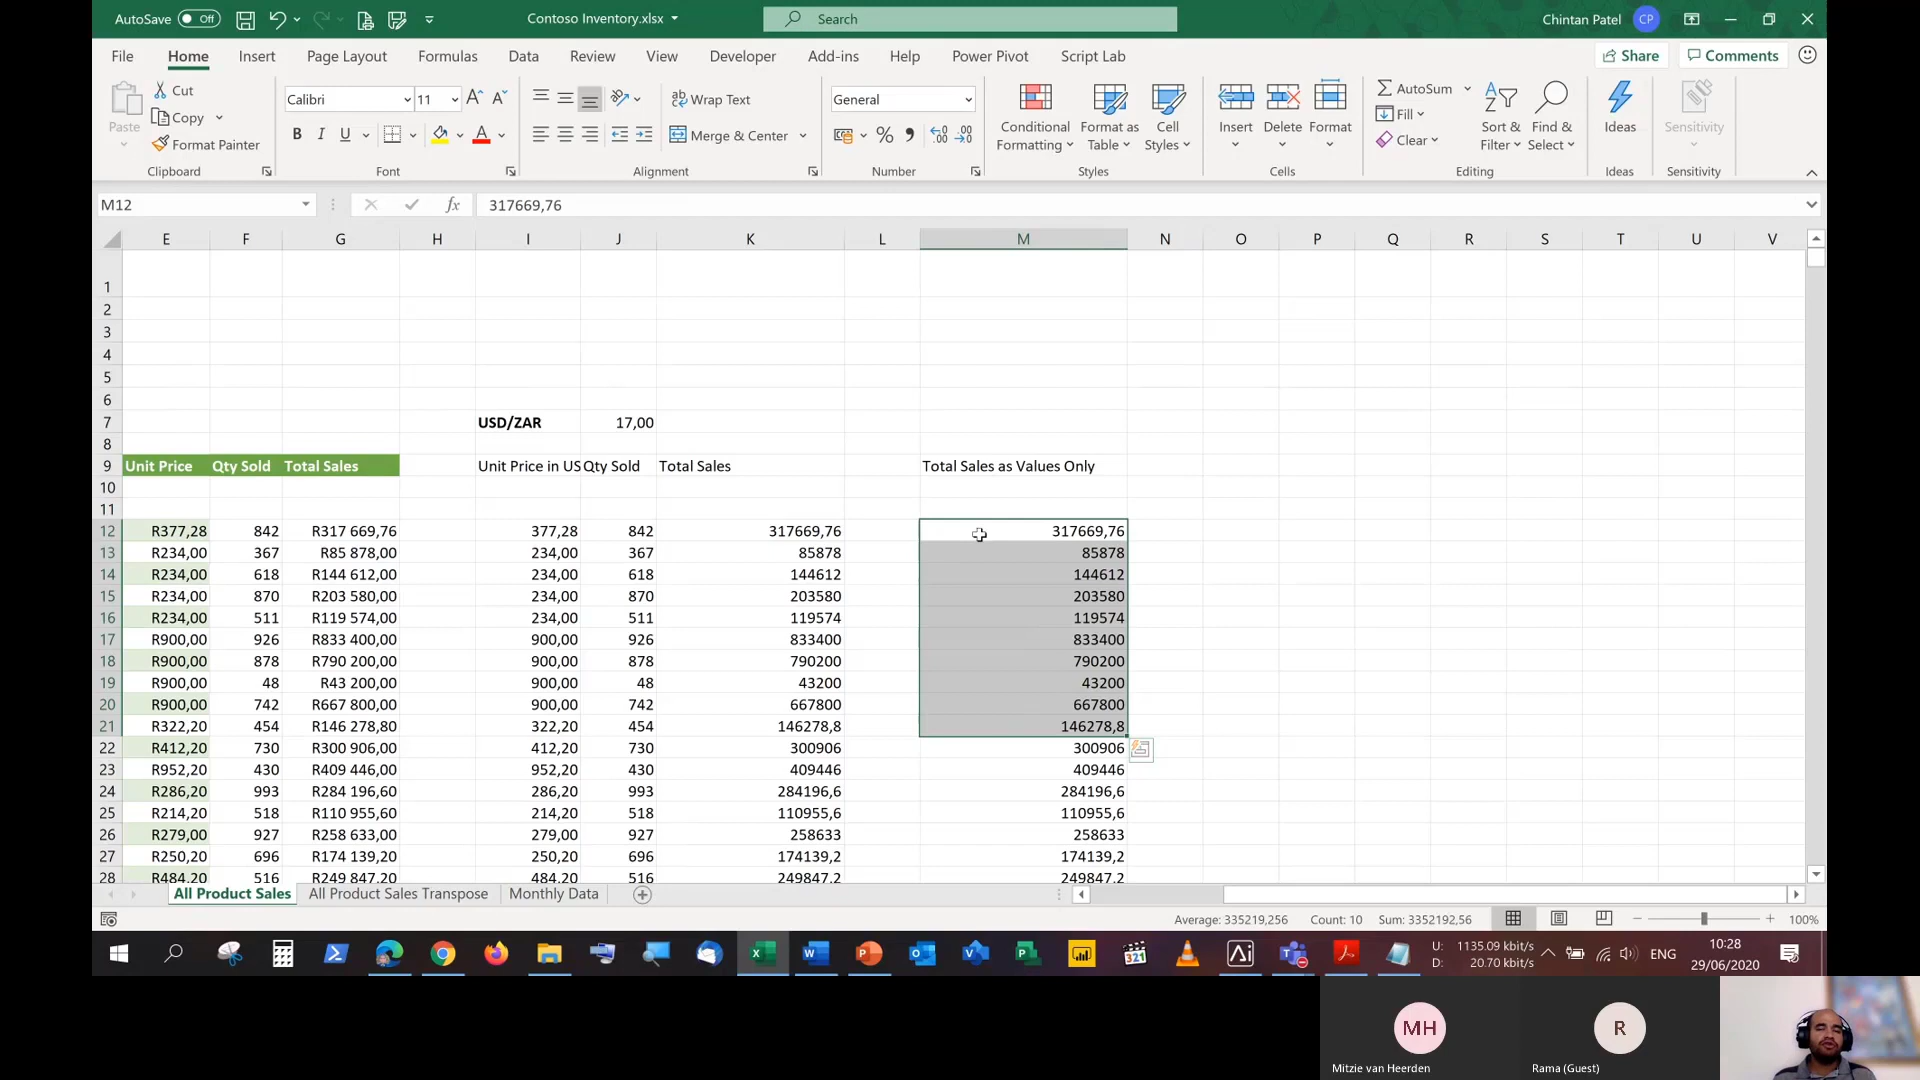 AutoSave Off Contoso Inventory.xlsx Search Chintan Patel CP
File Home Insert Page Layout Formulas Data Review View Developer Add-ins Help Power Pivot Script Lab Share Comments
Paste Cut Copy Format Painter
Calibri 11
B I U A
Wrap Text
Merge & Center
General
% 
Conditional Formatting Format as Table Cell Styles
Insert Delete Format
AutoSum Fill Clear
Sort & Filter Find & Select
Ideas
Sensitivity
Clipboard Font Alignment Number Styles Cells Editing Ideas Sensitivity
M12 fx 317669,76
E F G H I J K L M N O P Q R S T U V
1
2
3
4
5
6
7 USD/ZAR 17,00
8
9 Unit Price Qty Sold Total Sales Unit Price in US Qty Sold Total Sales Total Sales as Values Only
10
11
12 R377,28 842 R317 669,76 377,28 842 317669,76 317669,76
13 R234,00 367 R85 878,00 234,00 367 85878 85878
14 R234,00 618 R144 612,00 234,00 618 144612 144612
15 R234,00 870 R203 580,00 234,00 870 203580 203580
16 R234,00 511 R119 574,00 234,00 511 119574 119574
17 R900,00 926 R833 400,00 900,00 926 833400 833400
18 R900,00 878 R790 200,00 900,00 878 790200 790200
19 R900,00 48 R43 200,00 900,00 48 43200 43200
20 R900,00 742 R667 800,00 900,00 742 667800 667800
21 R322,20 454 R146 278,80 322,20 454 146278,8 146278,8
22 R412,20 730 R300 906,00 412,20 730 300906 300906
23 R952,20 430 R409 446,00 952,20 430 409446 409446
24 R286,20 993 R284 196,60 286,20 993 284196,6 284196,6
25 R214,20 518 R110 955,60 214,20 518 110955,6 110955,6
26 R279,00 927 R258 633,00 279,00 927 258633 258633
27 R250,20 696 R174 139,20 250,20 696 174139,2 174139,2
28 R484,20 516 R249 847,20 484,20 516 249847,2 249847,2
All Product Sales All Product Sales Transpose Monthly Data
Average: 335219,256 Count: 10 Sum: 3352192,56 100%
U: 1135.09 kbit/s
D: 20.70 kbit/s
ENG
10:28
29/06/2020
MH R
Mitzie van Heerden Rama (Guest)